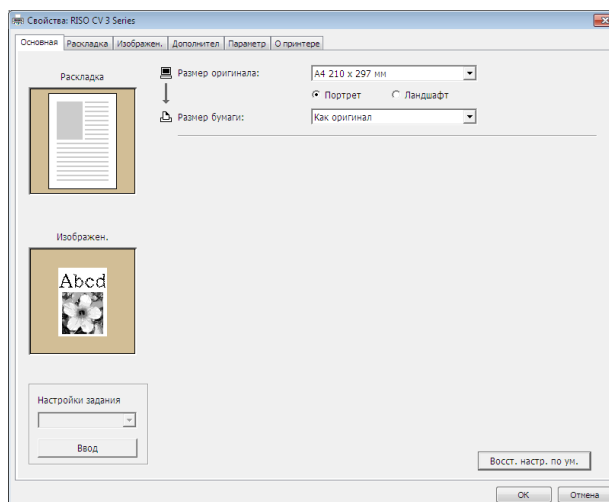 Свойства: RISO CV 3 Series
Основная Раскладка Изображен. Дополнител Параметр О принтере
Раскладка
Размер оригинала: A4 210 x 297 мм
Портрет Ландшафт
Размер бумаги: Как оригинал
Изображен.
Abcd
Настройки задания
Ввод
Восст. настр. по ум.
OK Отмена